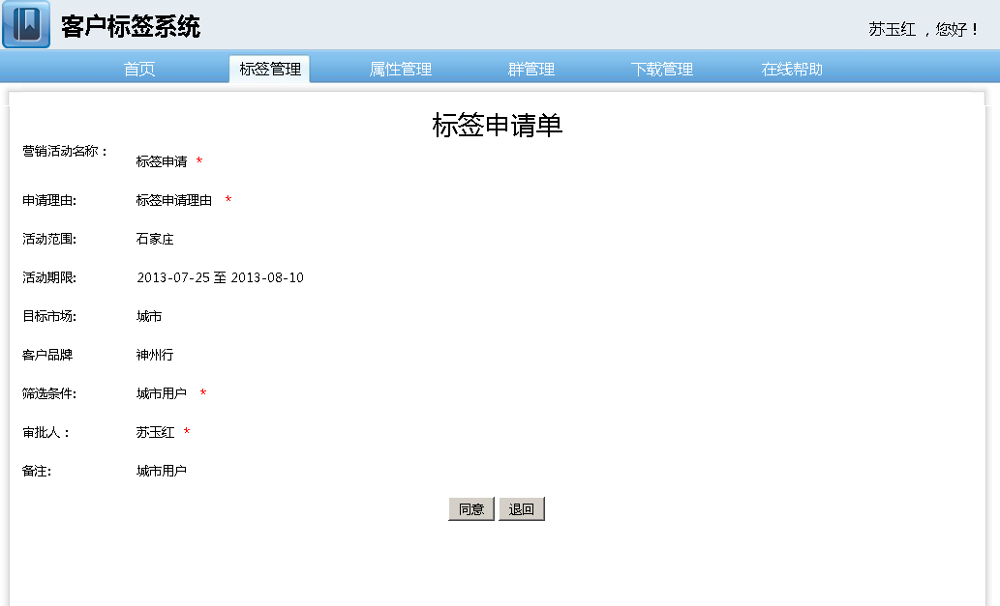 客户标签系统
苏玉红 ，您好！
首页 标签管理 属性管理 群管理 下载管理 在线帮助
标签申请单
营销活动名称： 标签申请 *
申请理由: 标签申请理由 *
活动范围: 石家庄
活动期限: 2013-07-25 至 2013-08-10
目标市场: 城市
客户品牌 神州行
筛选条件: 城市用户 *
审批人： 苏玉红 *
备注: 城市用户
同意 退回